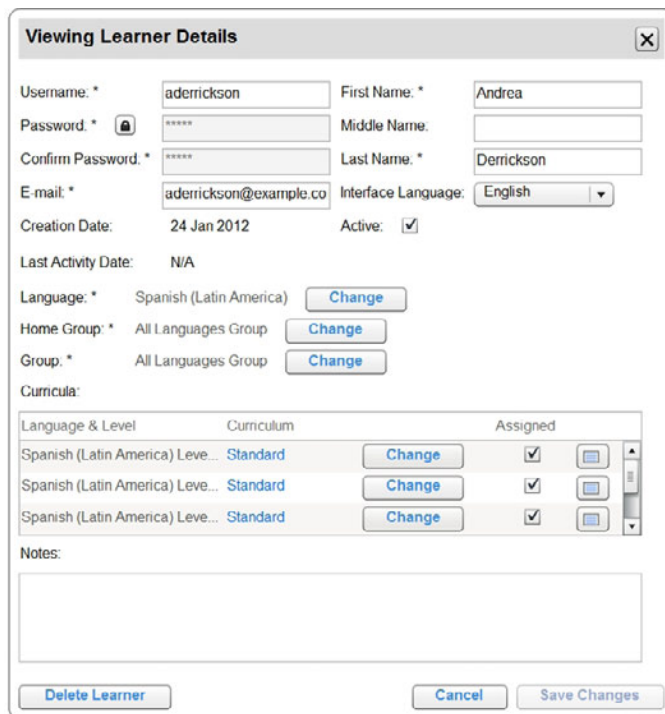 Viewing Learner Details
Username: * aderrickson First Name: * Andrea
Password: * ***** Middle Name:
Confirm Password: * ***** Last Name: * Derrickson
E-mail: * aderrickson@example.co Interface Language: English
Creation Date: 24 Jan 2012 Active:
Last Activity Date: N/A
Language: * Spanish (Latin America) Change
Home Group: * All Languages Group Change
Group: * All Languages Group Change
Curricula:
Language & Level Curriculum Assigned
Spanish (Latin America) Leve... Standard Change
Spanish (Latin America) Leve... Standard Change
Spanish (Latin America) Leve... Standard Change
Notes:
Delete Learner Cancel Save Changes